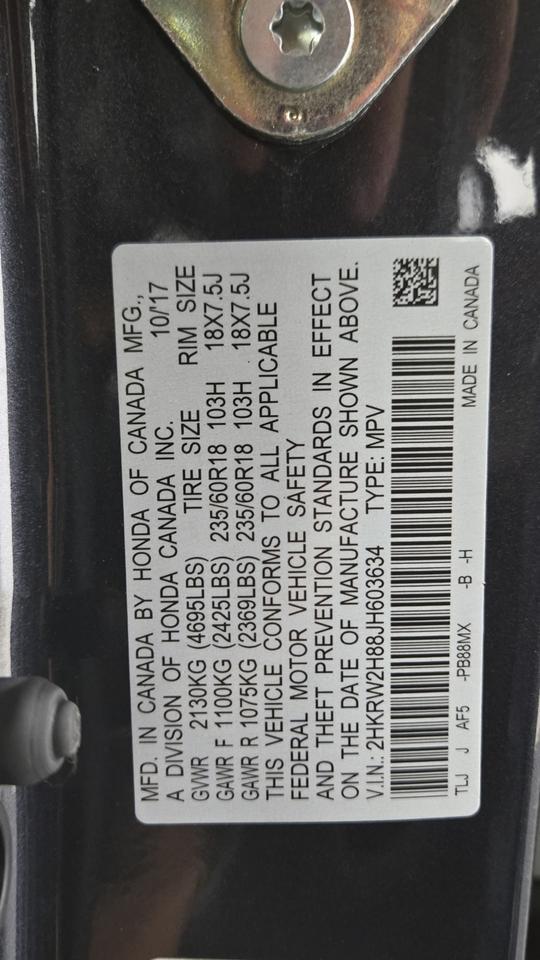 MFD. IN CANADA BY HONDA OF CANADA MFG.,
A DIVISION OF HONDA CANADA INC. 10/17
GVWR 2130KG (4695LBS) TIRE SIZE RIM SIZE
GAWR F 1100KG (2425LBS) 235/60R18 103H 18X7.5J
GAWR R 1075KG (2369LBS) 235/60R18 103H 18X7.5J
THIS VEHICLE CONFORMS TO ALL APPLICABLE
FEDERAL MOTOR VEHICLE SAFETY
AND THEFT PREVENTION STANDARDS IN EFFECT
ON THE DATE OF MANUFACTURE SHOWN ABOVE.
V.I.N.: 2HKRW2H88JH603634 TYPE: MPV
TLJ J AF5 -PB88MX -B -H MADE IN CANADA